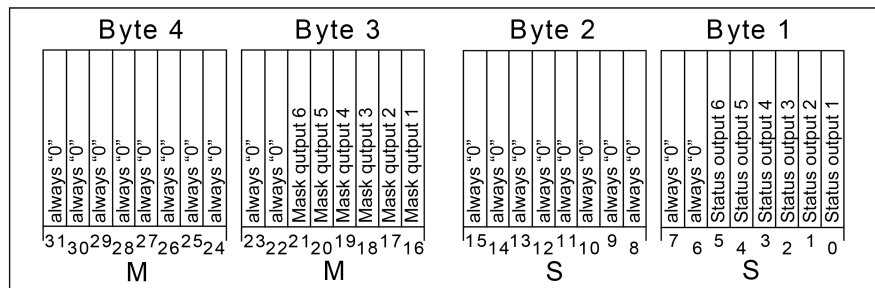 Byte 4 Byte 3 Byte 2 Byte 1
always “0” always “0” always “0” always “0” always “0” always “0” always “0” always “0”
always “0” always “0” Mask qutput 6 Mask qutput 5 Mask qutput 4 Mask qutput 3 Mask qutput 2 Mask qutput 1
always “0” always “0” always “0” always “0” always “0” always “0” always “0” always “0”
always “0” always “0” Status output 6 Status output 5 Status output 4 Status output 3 Status output 2 Status output 1
31 30 29 28 27 26 25 24 23 22 21 20 19 18 17 16 15 14 13 12 11 10 9 8 7 6 5 4 3 2 1 0
M M S S